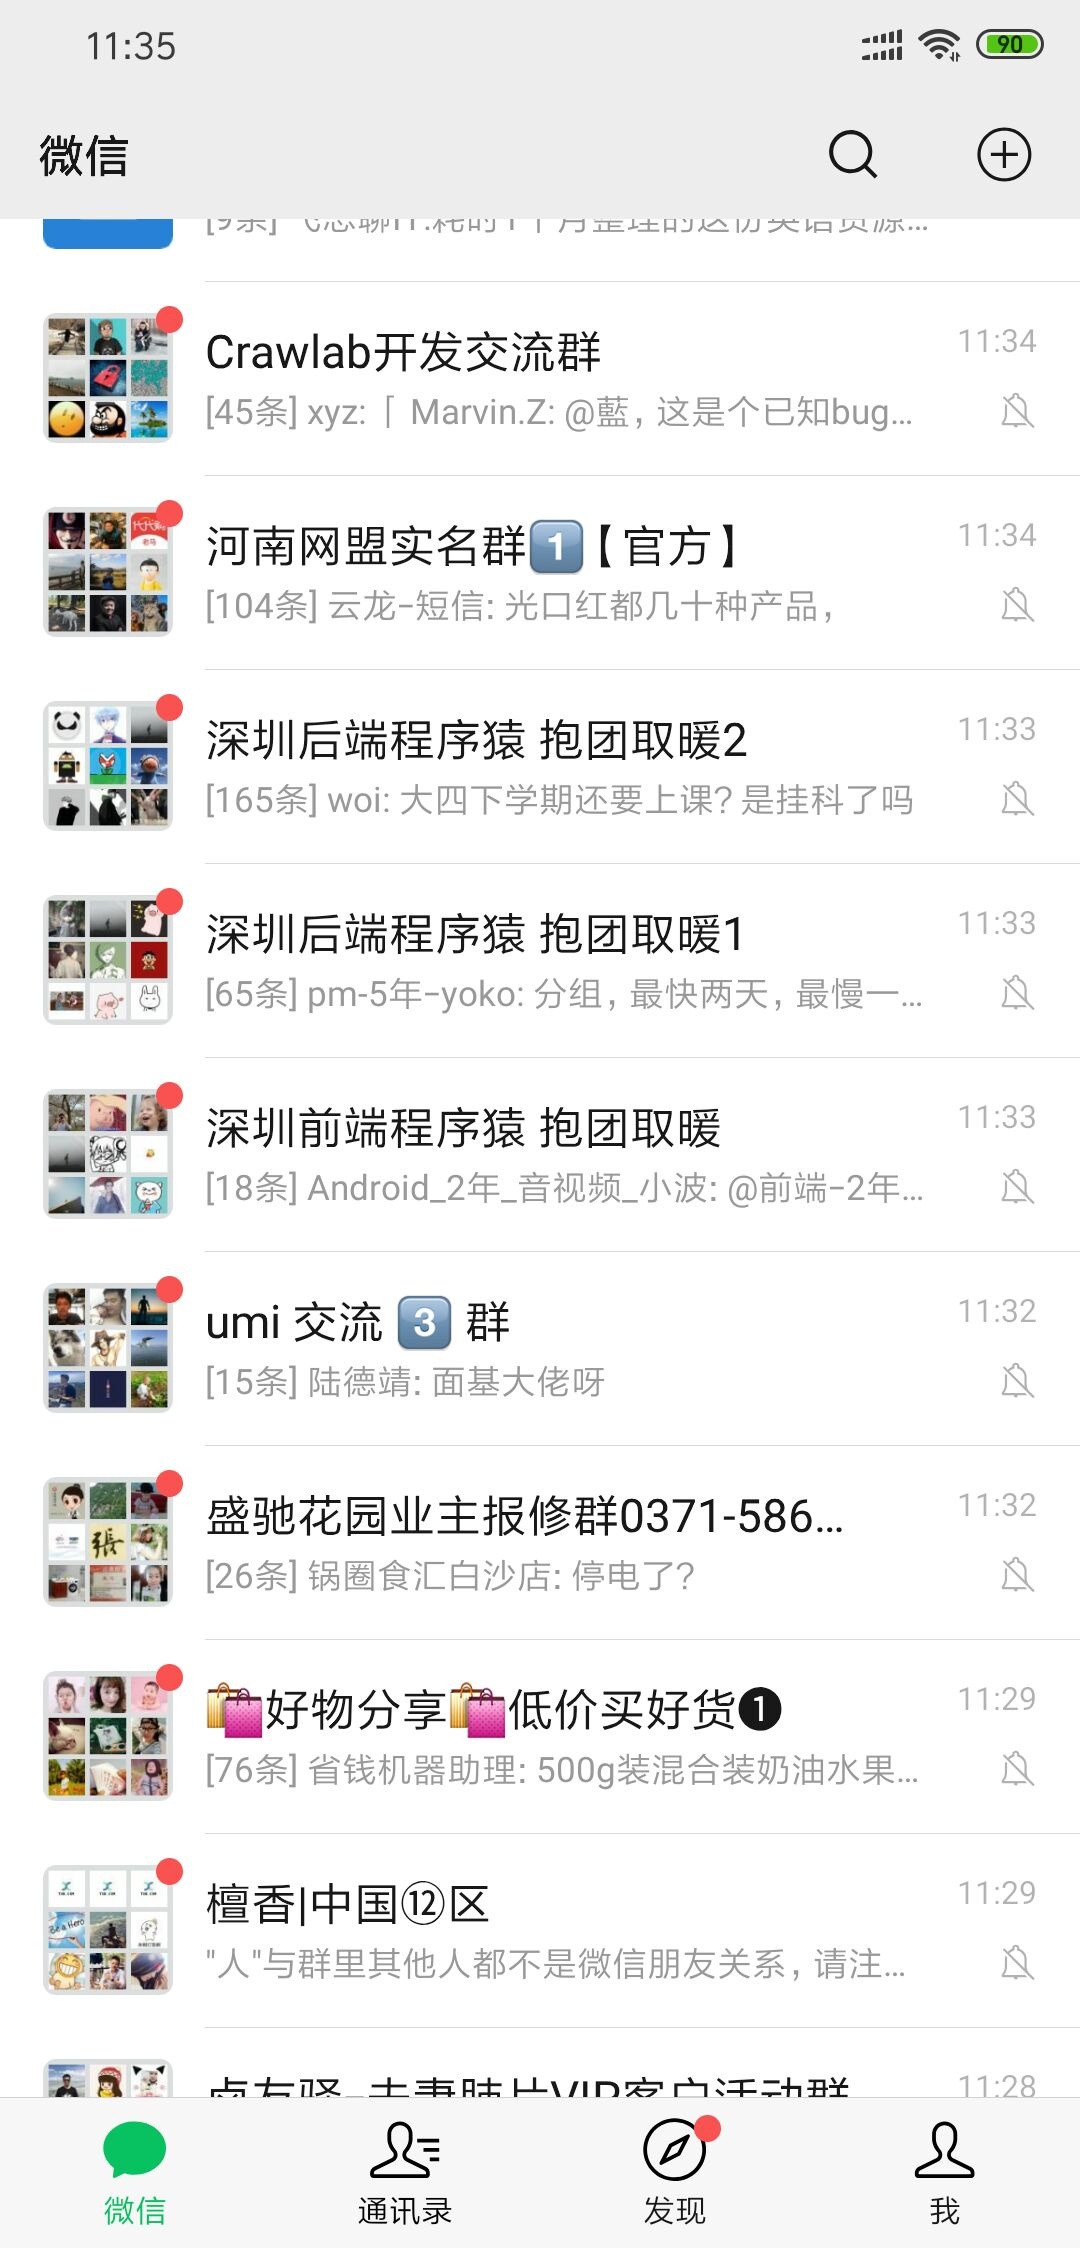 11:35
90
微信
Crawlab开发交流群
11:34
[45条] xyz:「 Marvin.Z: @藍，这是个已知bug...
河南网盟实名群1️⃣【官方】
11:34
[104条] 云龙-短信: 光口红都几十种产品，
深圳后端程序猿 抱团取暖2
11:33
[165条] woi: 大四下学期还要上课？是挂科了吗
深圳后端程序猿 抱团取暖1
11:33
[65条] pm-5年-yoko: 分组，最快两天，最慢一...
深圳前端程序猿 抱团取暖
11:33
[18条] Android_2年_音视频_小波: @前端-2年...
umi 交流 3️⃣ 群
11:32
[15条] 陆德靖: 面基大佬呀
盛驰花园业主报修群0371-586...
11:32
[26条] 锅圈食汇白沙店: 停电了？
🛍️好物分享🛍️低价买好货❶
11:29
[76条] 省钱机器助理: 500g装混合装奶油水果...
檀香|中国⑫区
11:29
"人"与群里其他人都不是微信朋友关系，请注...
11:28
微信
通讯录
发现
我